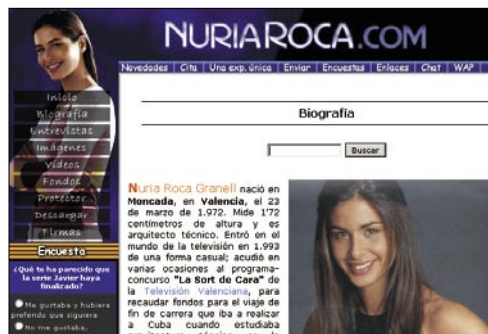 NURIAROCA.COM
Novedades | Cita | Una exp. única | Enviar | Encuestas | Enlaces | Chat | WAP |
Inicio
Biografía
Entrevistas
Imágenes
Vídeos
Fondos
Protector
Descargar
Firmas
Encuesta
¿Qué te ha parecido que
la serie Javier haya
finalizado?
Me gustaba y hubiera
preferido que siguiera
No me gustaba,
Biografía
Buscar
Nuria Roca Granell nació en
Moncada, en Valencia, el 23
de marzo de 1.972. Mide 1'72
centímetros de altura y es
arquitecto técnico. Entró en el
mundo de la televisión en 1.993
de una forma casual; acudió en
varias ocasiones al programa-
concurso "La Sort de Cara" de
la Televisión Valenciana, para
recaudar fondos para el viaje de
fin de carrera que iba a realizar
a Cuba cuando estudiaba